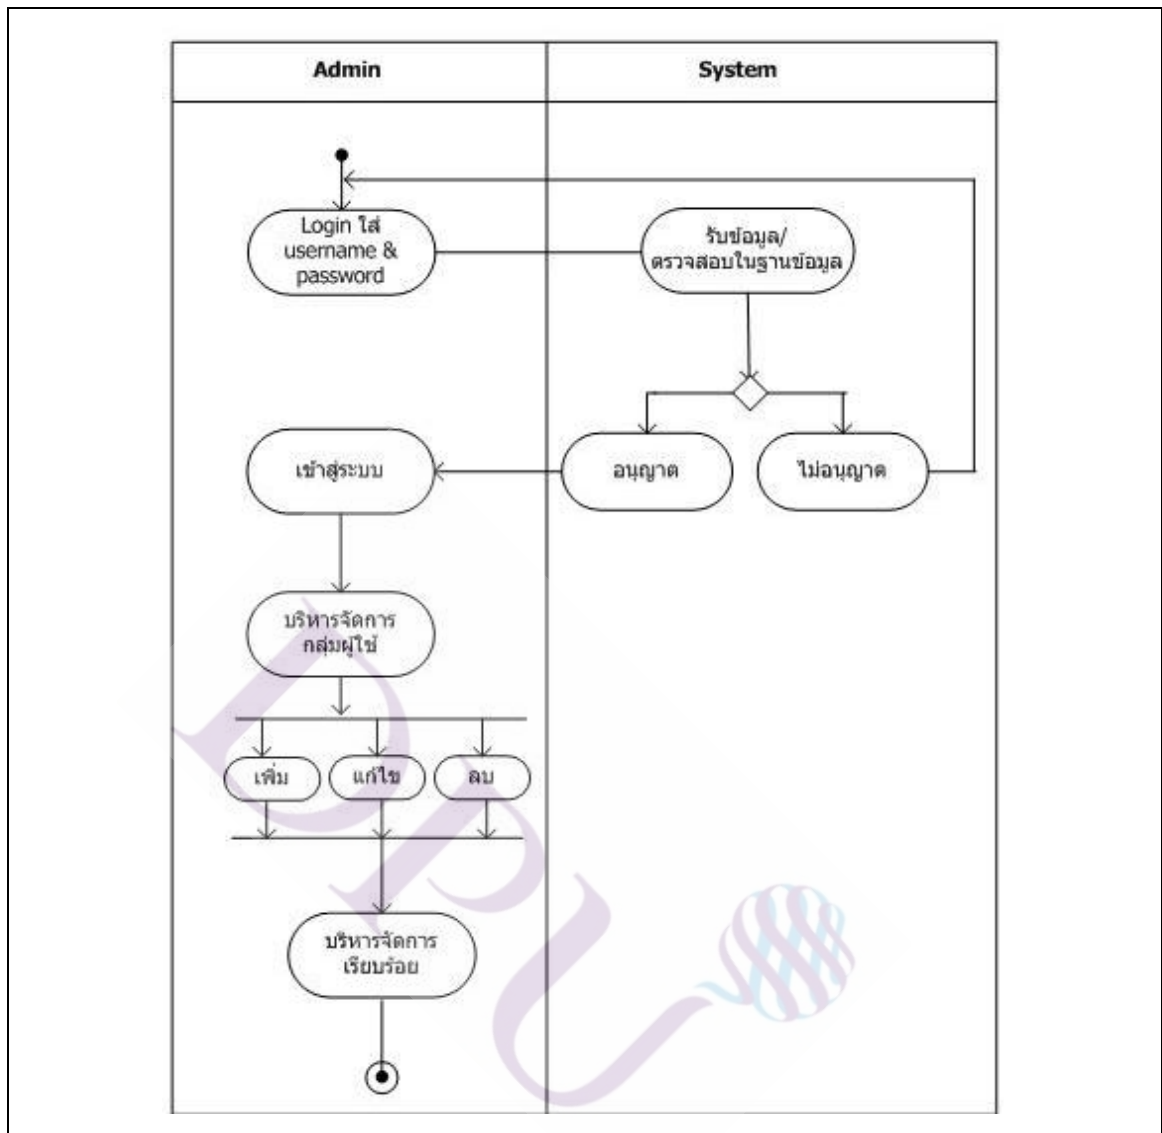 Admin
System
Login ใส่
username &
password
รับข้อมูล/
ตรวจสอบในฐานข้อมูล
เข้าสู่ระบบ
อนุญาต
ไม่อนุญาต
บริหารจัดการ
กลุ่มผู้ใช้
เพิ่ม
แก้ไข
ลบ
บริหารจัดการ
เรียบร้อย
DPU